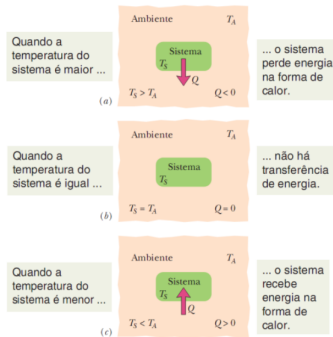 Quando a
temperatura do
sistema é maior ...
Ambiente T_A
Sistema
T_S
Q
T_S > T_A Q < 0
(a)
... o sistema
perde energia
na forma de
calor.
Quando a
temperatura do
sistema é igual ...
Ambiente T_A
Sistema
T_S
T_S = T_A Q = 0
(b)
... não há
transferência
de energia.
Quando a
temperatura do
sistema é menor ...
Ambiente T_A
Sistema
T_S
Q
T_S < T_A Q > 0
(c)
... o sistema
recebe
energia na
forma de
calor.